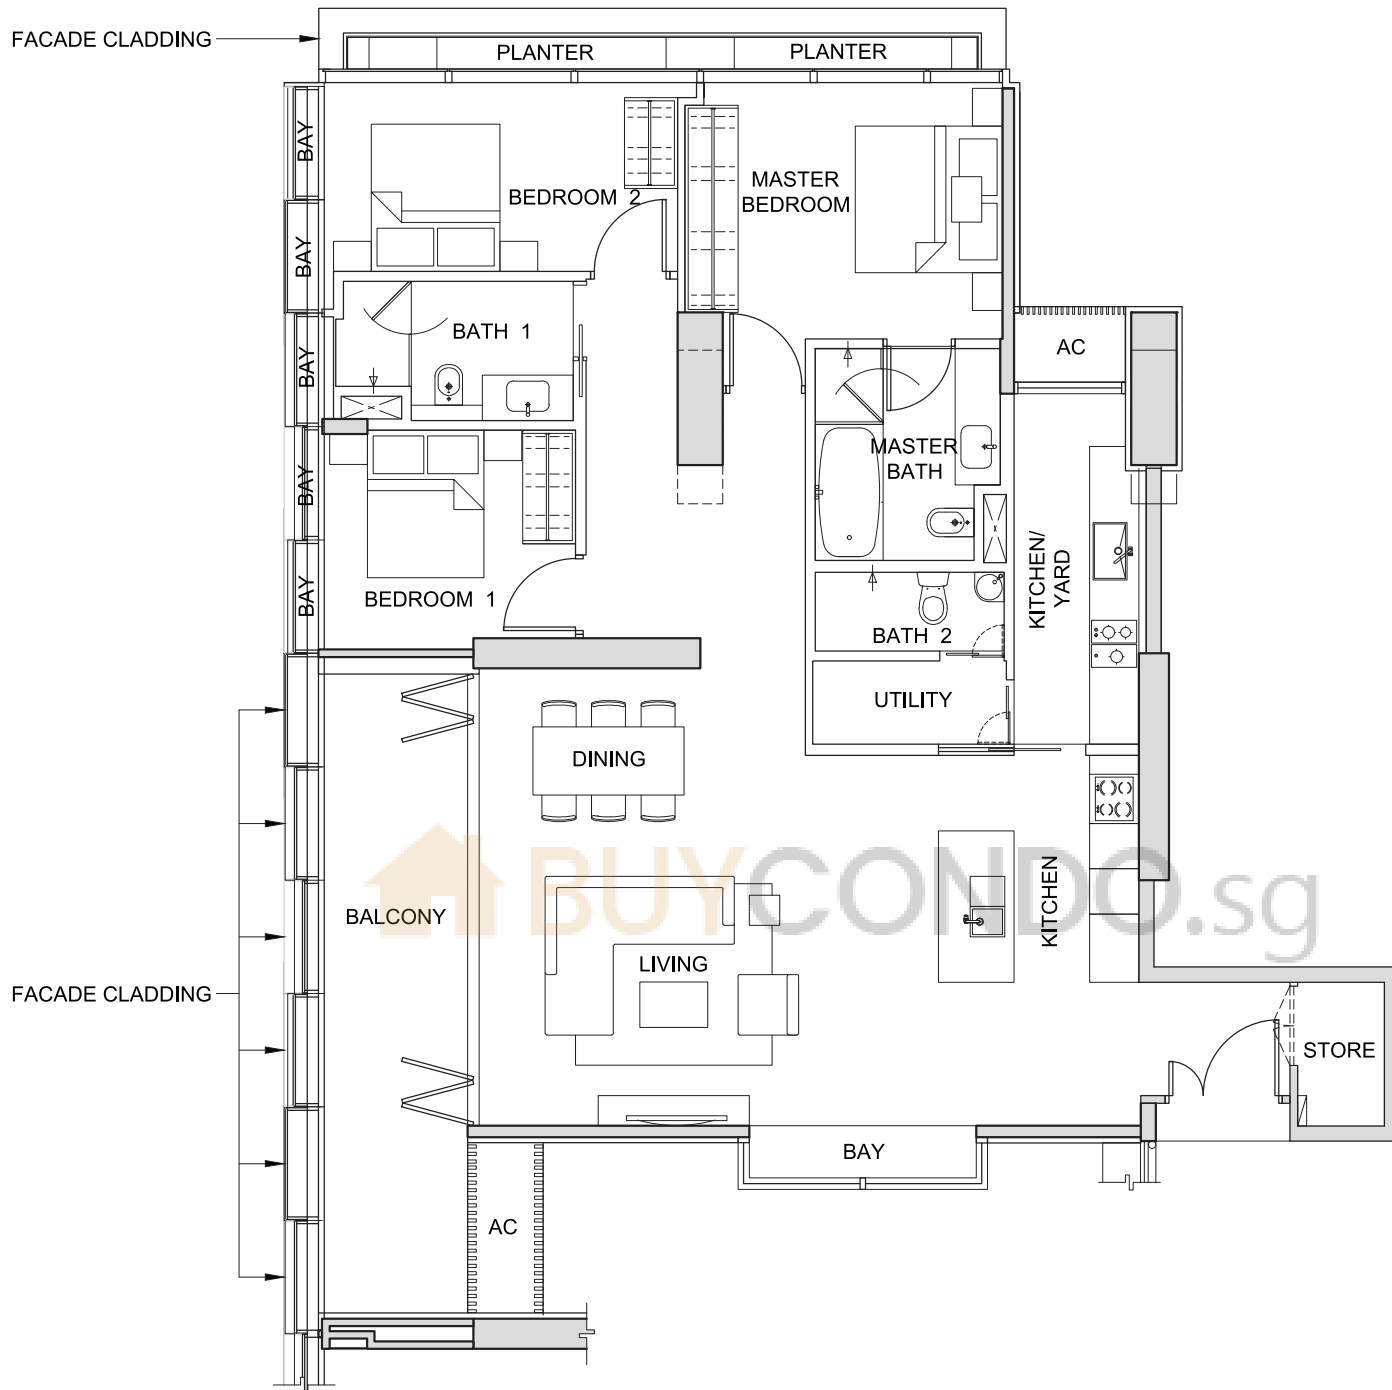 FACADE CLADDING
PLANTER
PLANTER
BAY
BAY
BAY
BAY
BAY
BEDROOM 2
MASTER
BEDROOM
BATH 1
AC
MASTER
BATH
BEDROOM 1
KITCHEN/
YARD
BATH 2
UTILITY
DINING
BUYCONDO.sg
BALCONY
KITCHEN
LIVING
FACADE CLADDING
STORE
BAY
AC